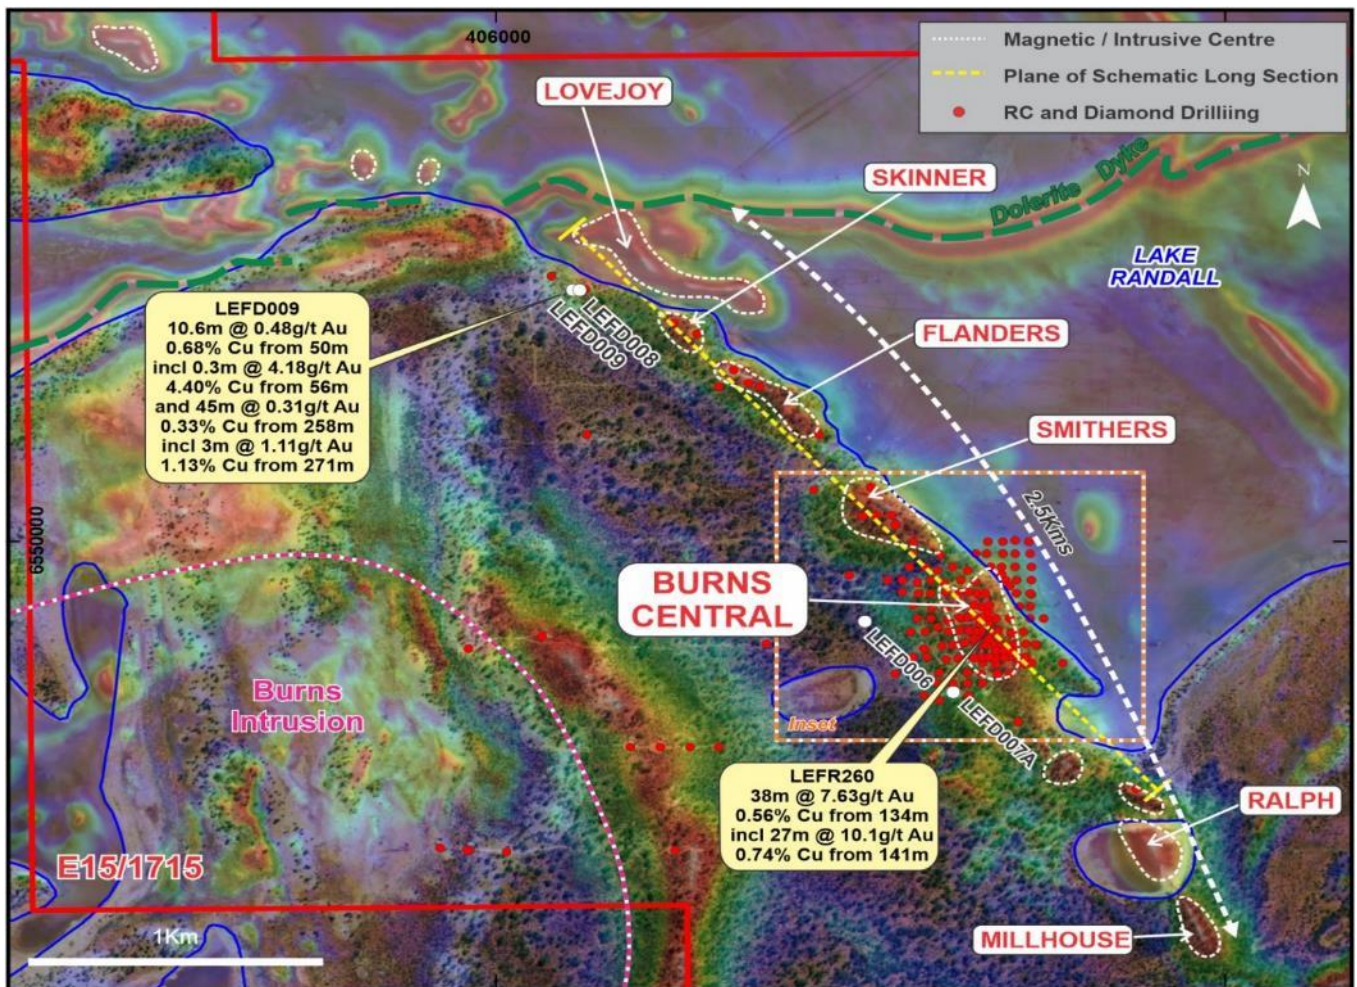 406000
Magnetic / Intrusive Centre
Plane of Schematic Long Section
RC and Diamond Drilliing
LOVEJOY
SKINNER
Dolerite Dyke
N
LAKE
RANDALL
LEFD009
10.6m @ 0.48g/t Au
0.68% Cu from 50m
incl 0.3m @ 4.18g/t Au
4.40% Cu from 56m
and 45m @ 0.31g/t Au
0.33% Cu from 258m
incl 3m @ 1.11g/t Au
1.13% Cu from 271m
LEFD008
LEFD009
FLANDERS
SMITHERS
6550000
2.5Kms
BURNS
CENTRAL
LEFD006
LEFD007A
Inset
Burns
Intrusion
LEFR260
38m @ 7.63g/t Au
0.56% Cu from 134m
incl 27m @ 10.1g/t Au
0.74% Cu from 141m
RALPH
E15/1715
1Km
MILLHOUSE